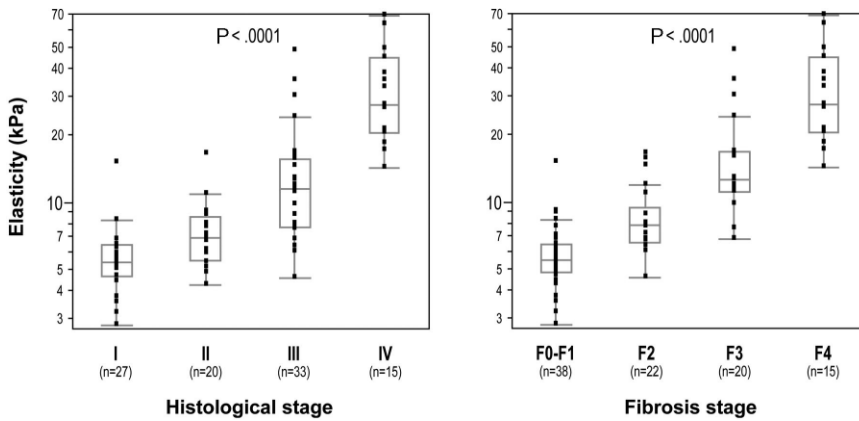 P < .0001
Elasticity (kPa)
70
50
40
30
20
10
7
5
4
3
I
II
III
IV
(n=27)
(n=20)
(n=33)
(n=15)
Histological stage
P < .0001
70
50
40
30
20
10
7
5
4
3
F0-F1
F2
F3
F4
(n=38)
(n=22)
(n=20)
(n=15)
Fibrosis stage